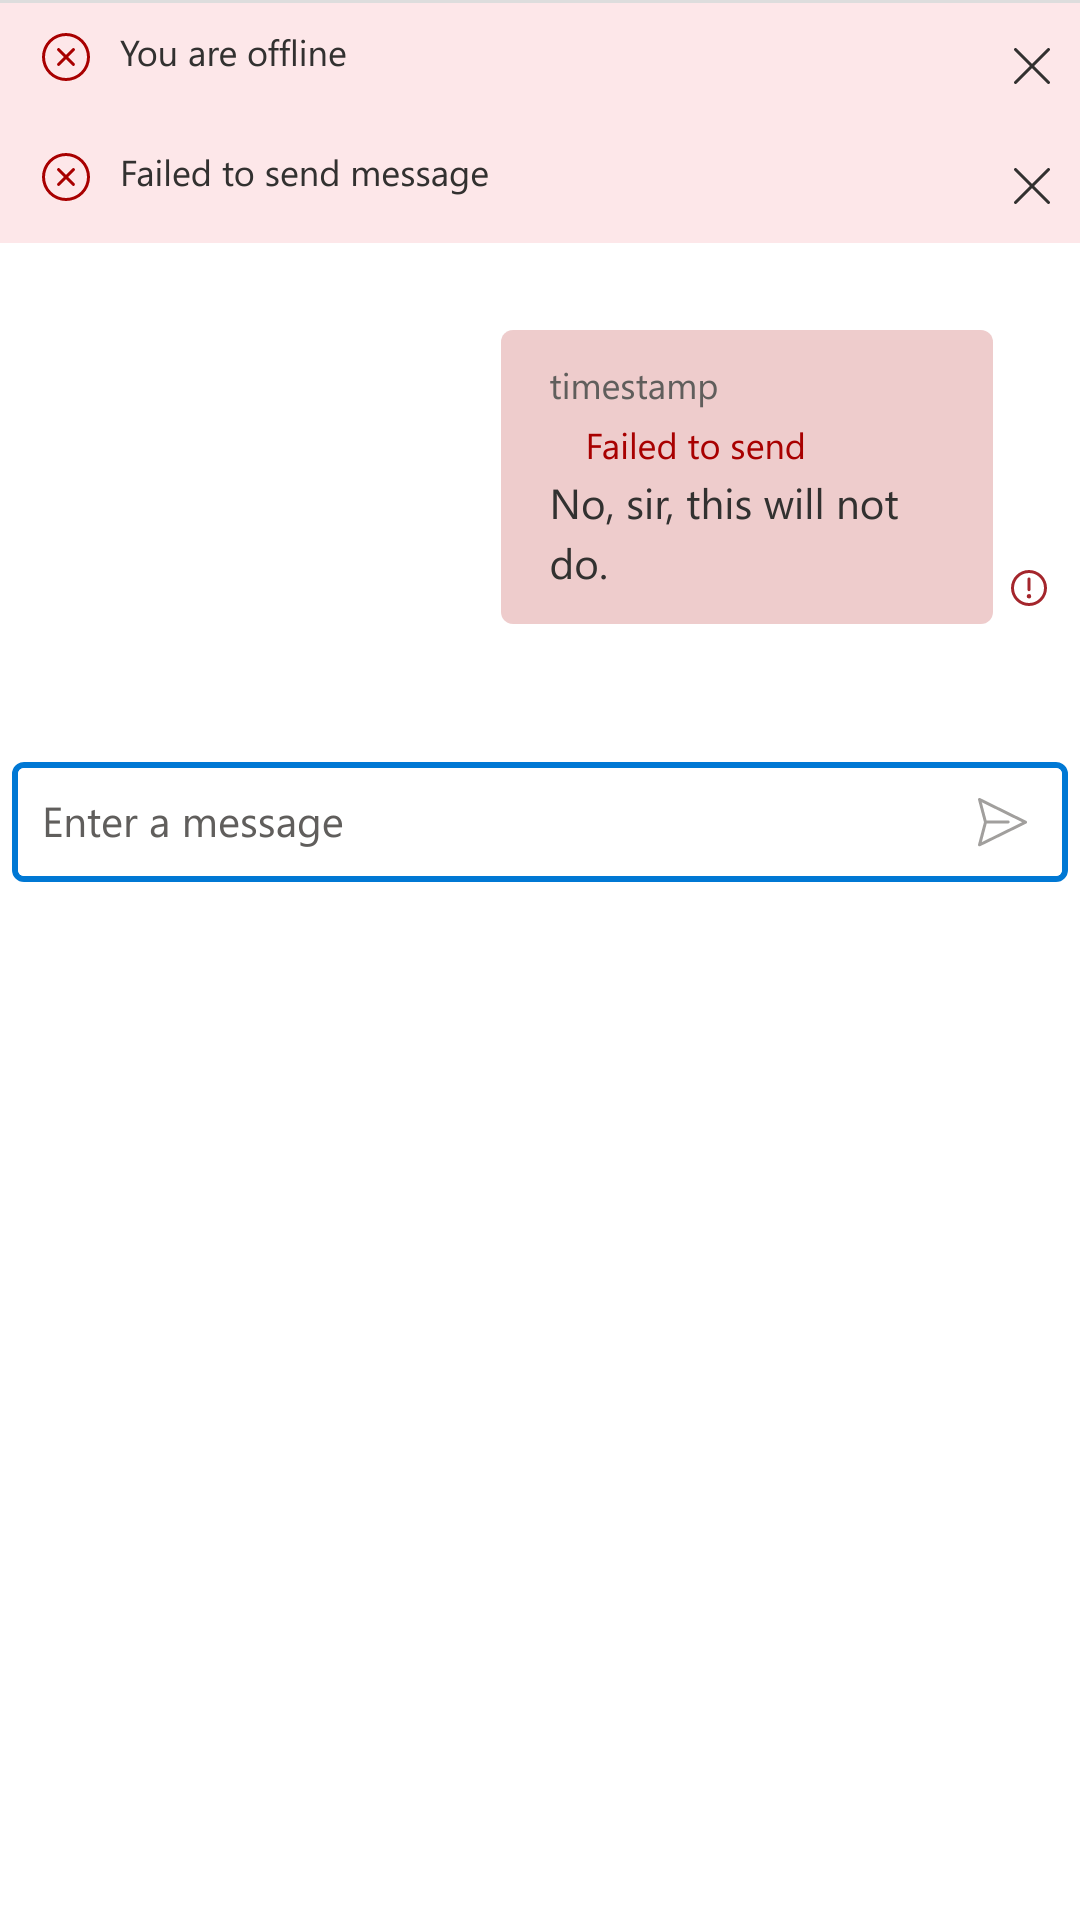 You are offline
Failed to send message
timestamp
Failed to send
No, sir, this will not
do.
Enter a message